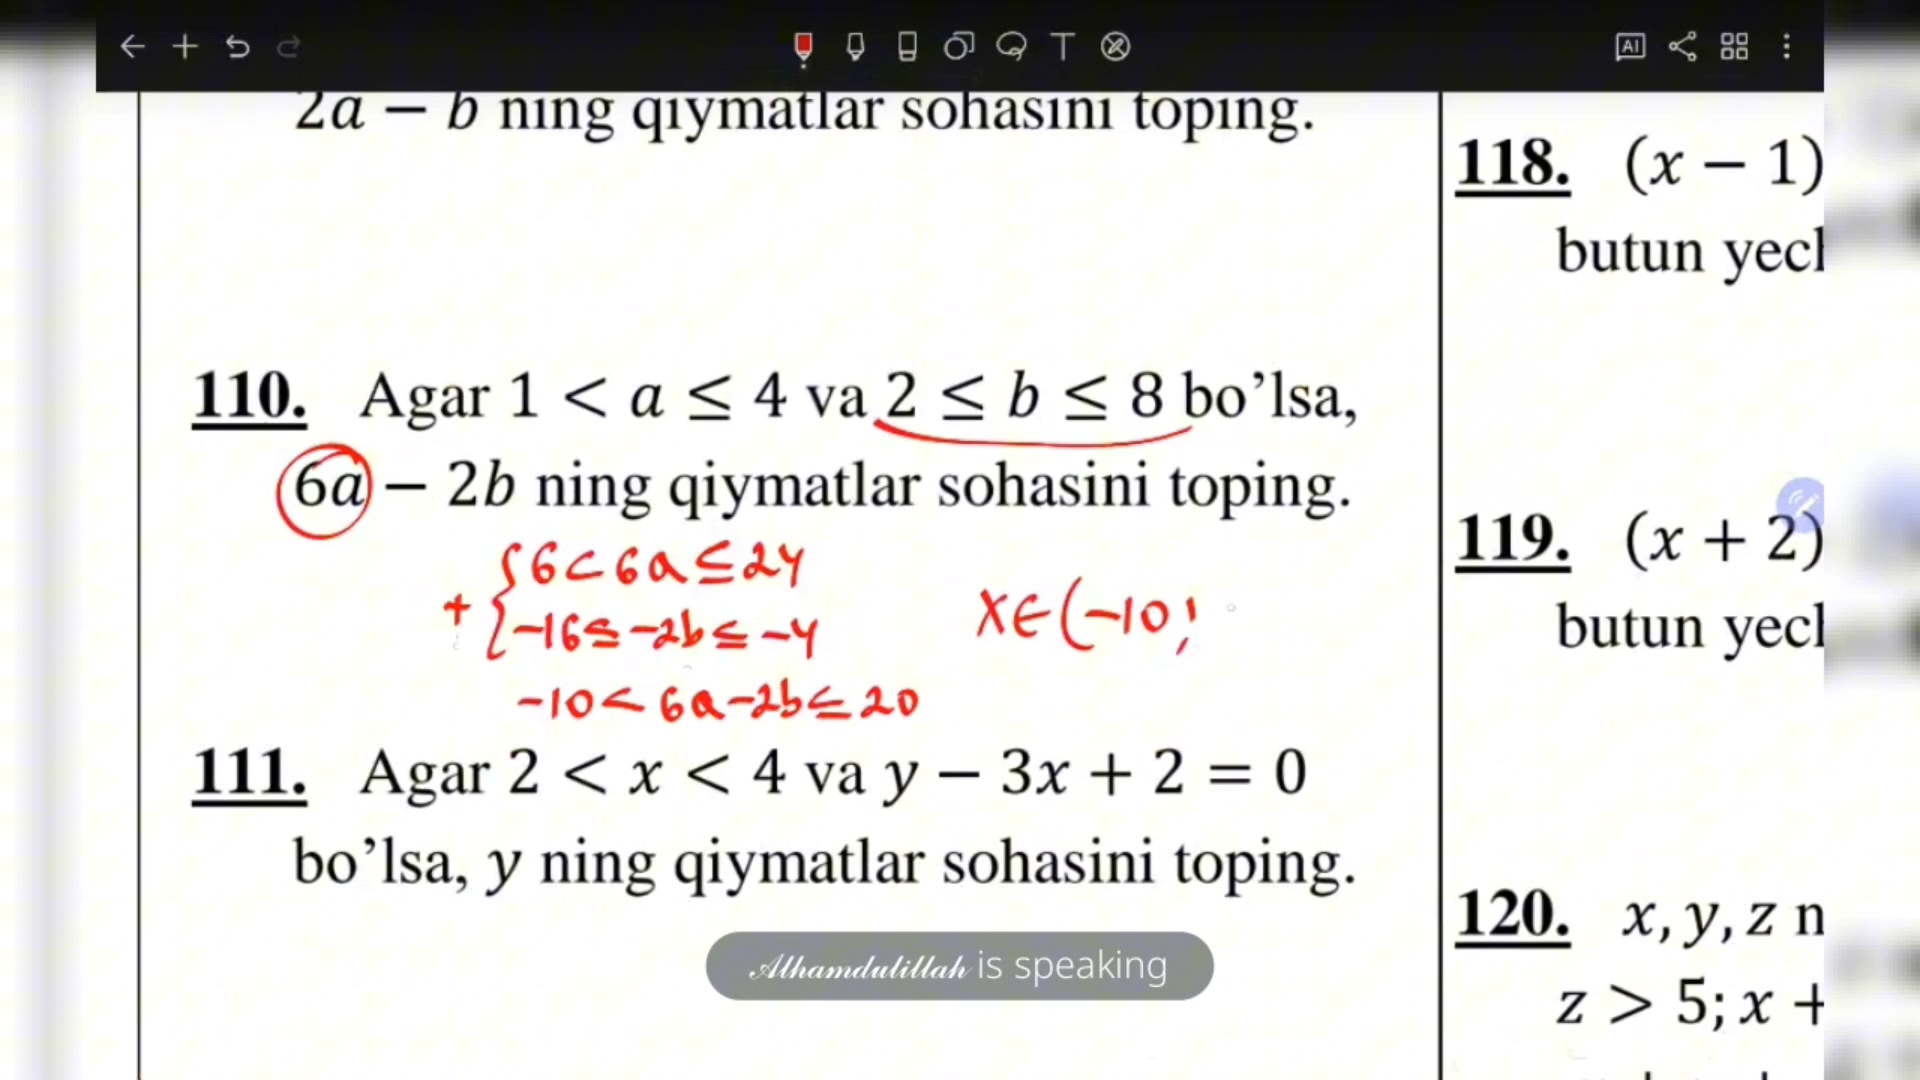 AI
T
2a − b ning qiymatlar sohasini toping.
110. Agar 1 < a ≤ 4 va 2 ≤ b ≤ 8 bo’lsa,
6a − 2b ning qiymatlar sohasini toping.
{6<6a≤24
+
-16≤-2b≤-4
-10<6a-2b≤20
x∈(-10;
111. Agar 2 < x < 4 va y − 3x + 2 = 0
bo’lsa, y ning qiymatlar sohasini toping.
118. (x − 1)
butun
119. (x + 2)
butun
120. x, y, z
z > 5; x +
Alhamdulillah is speaking